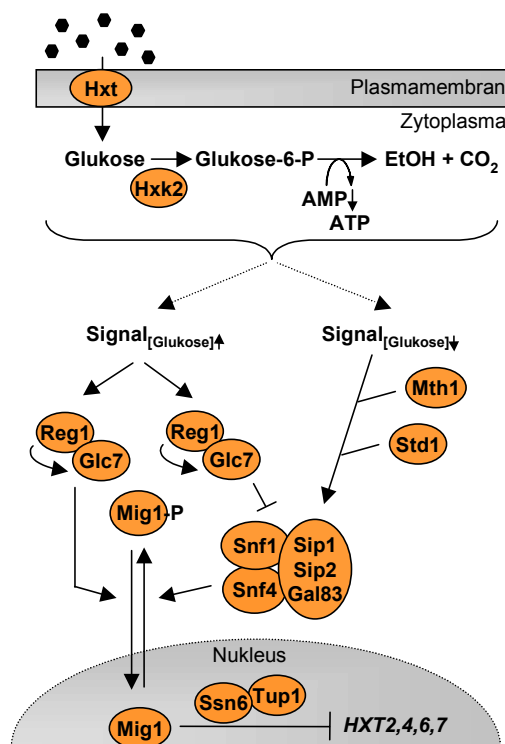 Hxt
Plasmamembran
Zytoplasma
Glukose
Glukose-6-P
EtOH + CO2
Hxk2
AMP
ATP
Signal[Glukose]
Signal[Glukose]
Mth1
Std1
Reg1
Glc7
Reg1
Glc7
Mig1-P
Snf1
Snf4
Sip1
Sip2
Gal83
Nukleus
Ssn6
Tup1
Mig1
HXT2,4,6,7